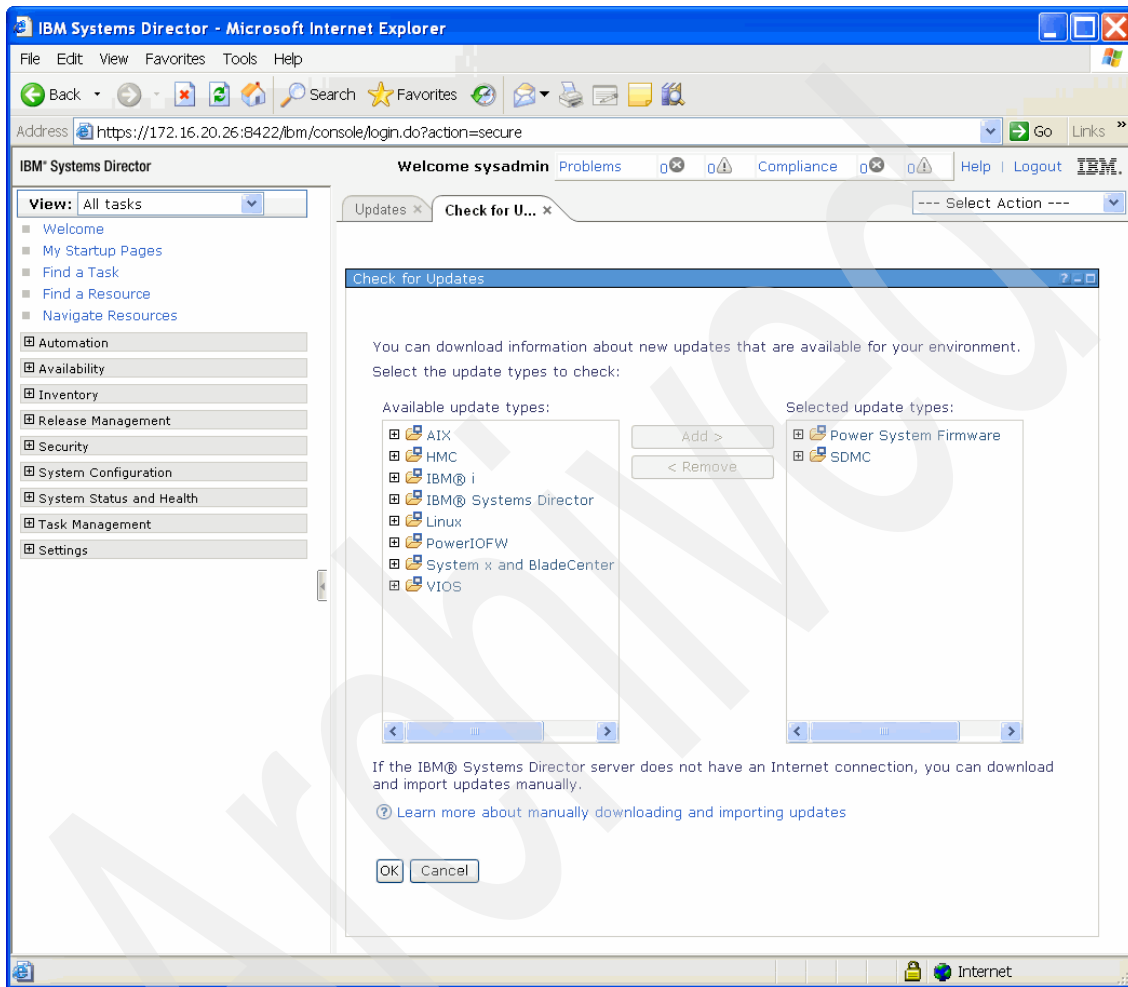 IBM Systems Director - Microsoft Internet Explorer
File Edit View Favorites Tools Help
Back Search Favorites
Address https://172.16.20.26:8422/ibm/console/login.do?action=secure Go Links »
IBM® Systems Director Welcome sysadmin Problems 0 0 Compliance 0 0 Help | Logout IBM.
View: All tasks
Updates × Check for U... × --- Select Action ---
Welcome
My Startup Pages
Find a Task
Find a Resource
Navigate Resources
Automation
Availability
Inventory
Release Management
Security
System Configuration
System Status and Health
Task Management
Settings
Check for Updates ?
You can download information about new updates that are available for your environment.
Select the update types to check:
Available update types:
AIX
HMC
IBM® i
IBM® Systems Director
Linux
PowerIOFW
System x and BladeCenter
VIOS
Add >
< Remove
Selected update types:
Power System Firmware
SDMC
If the IBM® Systems Director server does not have an Internet connection, you can download
and import updates manually.
? Learn more about manually downloading and importing updates
OK Cancel
Internet
Archived